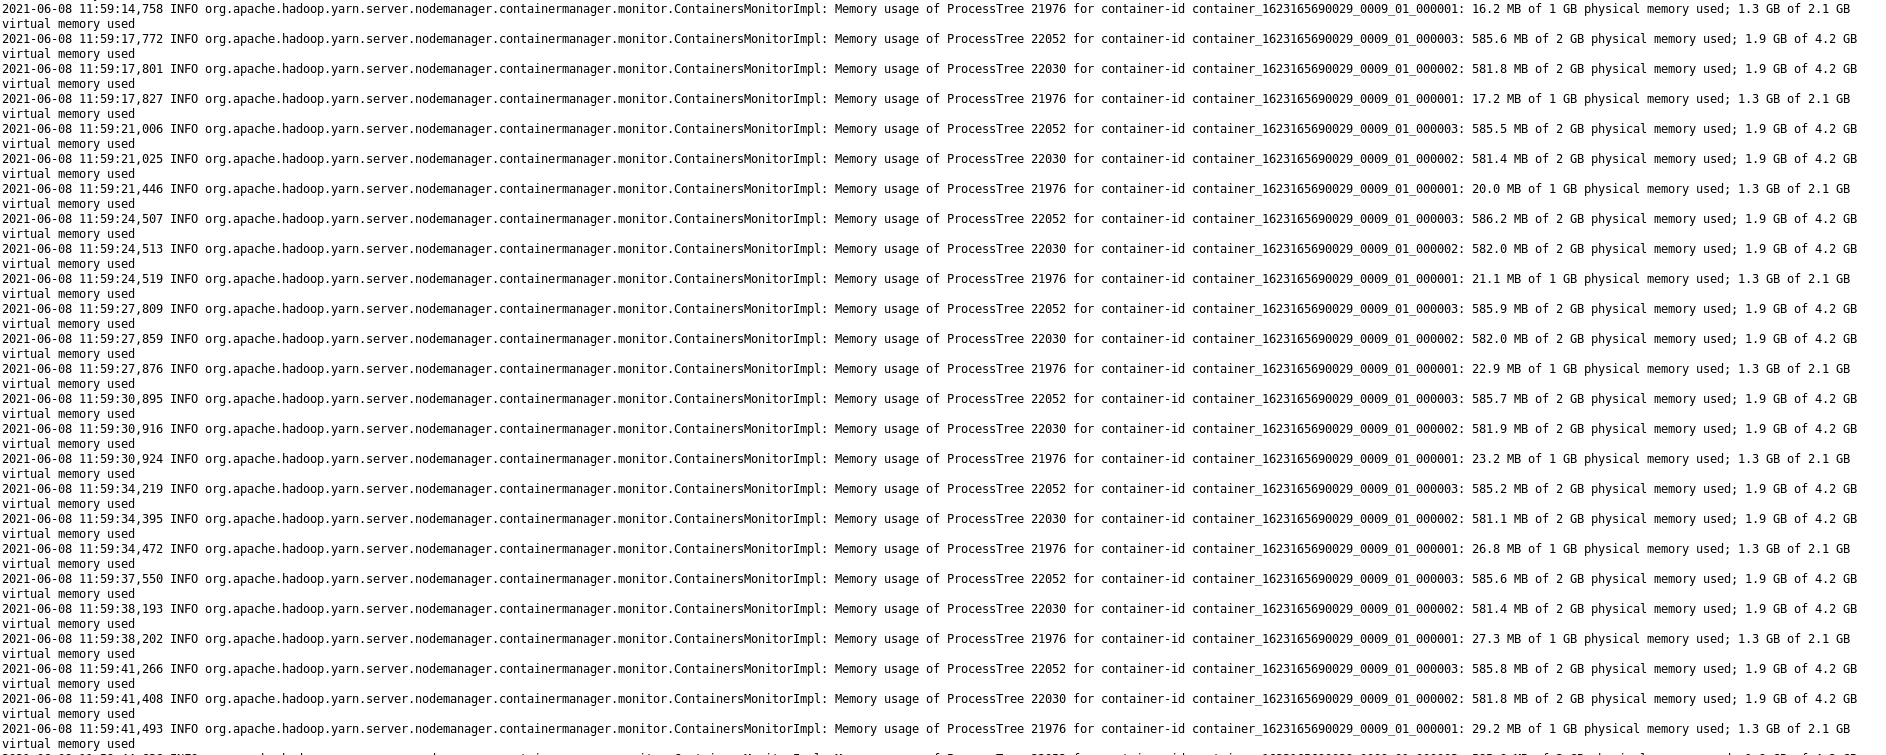 2021-06-08 11:59:14,758 INFO org.apache.hadoop.yarn.server.nodemanager.containermanager.monitor.ContainersMonitorImpl: Memory usage of ProcessTree 21976 for container-id container_1623165690029_0009_01_000001: 16.2 MB of 1 GB physical memory used; 1.3 GB of 2.1 GB
virtual memory used
2021-06-08 11:59:17,772 INFO org.apache.hadoop.yarn.server.nodemanager.containermanager.monitor.ContainersMonitorImpl: Memory usage of ProcessTree 22052 for container-id container_1623165690029_0009_01_000003: 585.6 MB of 2 GB physical memory used; 1.9 GB of 4.2 GB
virtual memory used
2021-06-08 11:59:17,801 INFO org.apache.hadoop.yarn.server.nodemanager.containermanager.monitor.ContainersMonitorImpl: Memory usage of ProcessTree 22030 for container-id container_1623165690029_0009_01_000002: 581.8 MB of 2 GB physical memory used; 1.9 GB of 4.2 GB
virtual memory used
2021-06-08 11:59:17,827 INFO org.apache.hadoop.yarn.server.nodemanager.containermanager.monitor.ContainersMonitorImpl: Memory usage of ProcessTree 21976 for container-id container_1623165690029_0009_01_000001: 17.2 MB of 1 GB physical memory used; 1.3 GB of 2.1 GB
virtual memory used
2021-06-08 11:59:21,006 INFO org.apache.hadoop.yarn.server.nodemanager.containermanager.monitor.ContainersMonitorImpl: Memory usage of ProcessTree 22052 for container-id container_1623165690029_0009_01_000003: 585.5 MB of 2 GB physical memory used; 1.9 GB of 4.2 GB
virtual memory used
2021-06-08 11:59:21,025 INFO org.apache.hadoop.yarn.server.nodemanager.containermanager.monitor.ContainersMonitorImpl: Memory usage of ProcessTree 22030 for container-id container_1623165690029_0009_01_000002: 581.4 MB of 2 GB physical memory used; 1.9 GB of 4.2 GB
virtual memory used
2021-06-08 11:59:21,446 INFO org.apache.hadoop.yarn.server.nodemanager.containermanager.monitor.ContainersMonitorImpl: Memory usage of ProcessTree 21976 for container-id container_1623165690029_0009_01_000001: 20.0 MB of 1 GB physical memory used; 1.3 GB of 2.1 GB
virtual memory used
2021-06-08 11:59:24,507 INFO org.apache.hadoop.yarn.server.nodemanager.containermanager.monitor.ContainersMonitorImpl: Memory usage of ProcessTree 22052 for container-id container_1623165690029_0009_01_000003: 586.2 MB of 2 GB physical memory used; 1.9 GB of 4.2 GB
virtual memory used
2021-06-08 11:59:24,513 INFO org.apache.hadoop.yarn.server.nodemanager.containermanager.monitor.ContainersMonitorImpl: Memory usage of ProcessTree 22030 for container-id container_1623165690029_0009_01_000002: 582.0 MB of 2 GB physical memory used; 1.9 GB of 4.2 GB
virtual memory used
2021-06-08 11:59:24,519 INFO org.apache.hadoop.yarn.server.nodemanager.containermanager.monitor.ContainersMonitorImpl: Memory usage of ProcessTree 21976 for container-id container_1623165690029_0009_01_000001: 21.1 MB of 1 GB physical memory used; 1.3 GB of 2.1 GB
virtual memory used
2021-06-08 11:59:27,809 INFO org.apache.hadoop.yarn.server.nodemanager.containermanager.monitor.ContainersMonitorImpl: Memory usage of ProcessTree 22052 for container-id container_1623165690029_0009_01_000003: 585.9 MB of 2 GB physical memory used; 1.9 GB of 4.2 GB
virtual memory used
2021-06-08 11:59:27,859 INFO org.apache.hadoop.yarn.server.nodemanager.containermanager.monitor.ContainersMonitorImpl: Memory usage of ProcessTree 22030 for container-id container_1623165690029_0009_01_000002: 582.0 MB of 2 GB physical memory used; 1.9 GB of 4.2 GB
virtual memory used
2021-06-08 11:59:27,876 INFO org.apache.hadoop.yarn.server.nodemanager.containermanager.monitor.ContainersMonitorImpl: Memory usage of ProcessTree 21976 for container-id container_1623165690029_0009_01_000001: 22.9 MB of 1 GB physical memory used; 1.3 GB of 2.1 GB
virtual memory used
2021-06-08 11:59:30,895 INFO org.apache.hadoop.yarn.server.nodemanager.containermanager.monitor.ContainersMonitorImpl: Memory usage of ProcessTree 22052 for container-id container_1623165690029_0009_01_000003: 585.7 MB of 2 GB physical memory used; 1.9 GB of 4.2 GB
virtual memory used
2021-06-08 11:59:30,916 INFO org.apache.hadoop.yarn.server.nodemanager.containermanager.monitor.ContainersMonitorImpl: Memory usage of ProcessTree 22030 for container-id container_1623165690029_0009_01_000002: 581.9 MB of 2 GB physical memory used; 1.9 GB of 4.2 GB
virtual memory used
2021-06-08 11:59:30,924 INFO org.apache.hadoop.yarn.server.nodemanager.containermanager.monitor.ContainersMonitorImpl: Memory usage of ProcessTree 21976 for container-id container_1623165690029_0009_01_000001: 23.2 MB of 1 GB physical memory used; 1.3 GB of 2.1 GB
virtual memory used
2021-06-08 11:59:34,219 INFO org.apache.hadoop.yarn.server.nodemanager.containermanager.monitor.ContainersMonitorImpl: Memory usage of ProcessTree 22052 for container-id container_1623165690029_0009_01_000003: 585.2 MB of 2 GB physical memory used; 1.9 GB of 4.2 GB
virtual memory used
2021-06-08 11:59:34,395 INFO org.apache.hadoop.yarn.server.nodemanager.containermanager.monitor.ContainersMonitorImpl: Memory usage of ProcessTree 22030 for container-id container_1623165690029_0009_01_000002: 581.1 MB of 2 GB physical memory used; 1.9 GB of 4.2 GB
virtual memory used
2021-06-08 11:59:34,472 INFO org.apache.hadoop.yarn.server.nodemanager.containermanager.monitor.ContainersMonitorImpl: Memory usage of ProcessTree 21976 for container-id container_1623165690029_0009_01_000001: 26.8 MB of 1 GB physical memory used; 1.3 GB of 2.1 GB
virtual memory used
2021-06-08 11:59:37,550 INFO org.apache.hadoop.yarn.server.nodemanager.containermanager.monitor.ContainersMonitorImpl: Memory usage of ProcessTree 22052 for container-id container_1623165690029_0009_01_000003: 585.6 MB of 2 GB physical memory used; 1.9 GB of 4.2 GB
virtual memory used
2021-06-08 11:59:38,193 INFO org.apache.hadoop.yarn.server.nodemanager.containermanager.monitor.ContainersMonitorImpl: Memory usage of ProcessTree 22030 for container-id container_1623165690029_0009_01_000002: 581.4 MB of 2 GB physical memory used; 1.9 GB of 4.2 GB
virtual memory used
2021-06-08 11:59:38,202 INFO org.apache.hadoop.yarn.server.nodemanager.containermanager.monitor.ContainersMonitorImpl: Memory usage of ProcessTree 21976 for container-id container_1623165690029_0009_01_000001: 27.3 MB of 1 GB physical memory used; 1.3 GB of 2.1 GB
virtual memory used
2021-06-08 11:59:41,266 INFO org.apache.hadoop.yarn.server.nodemanager.containermanager.monitor.ContainersMonitorImpl: Memory usage of ProcessTree 22052 for container-id container_1623165690029_0009_01_000003: 585.8 MB of 2 GB physical memory used; 1.9 GB of 4.2 GB
virtual memory used
2021-06-08 11:59:41,408 INFO org.apache.hadoop.yarn.server.nodemanager.containermanager.monitor.ContainersMonitorImpl: Memory usage of ProcessTree 22030 for container-id container_1623165690029_0009_01_000002: 581.8 MB of 2 GB physical memory used; 1.9 GB of 4.2 GB
virtual memory used
2021-06-08 11:59:41,493 INFO org.apache.hadoop.yarn.server.nodemanager.containermanager.monitor.ContainersMonitorImpl: Memory usage of ProcessTree 21976 for container-id container_1623165690029_0009_01_000001: 29.2 MB of 1 GB physical memory used; 1.3 GB of 2.1 GB
virtual memory used